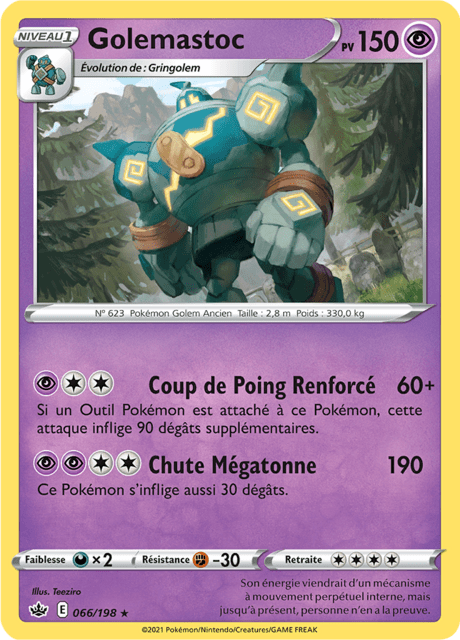 NIVEAU 1
Golemastoc
PV 150
Évolution de : Gringolem
N° 623 Pokémon Golem Ancien Taille : 2,8 m Poids : 330,0 kg
Coup de Poing Renforcé 60+
Si un Outil Pokémon est attaché à ce Pokémon, cette
attaque inflige 90 dégâts supplémentaires.
Chute Mégatonne 190
Ce Pokémon s'inflige aussi 30 dégâts.
Faiblesse ×2 Résistance -30 Retraite
Illus. Teeziro
Son énergie viendrait d'un mécanisme
à mouvement perpétuel interne, mais
jusqu'à présent, personne n'en a la preuve.
E 066/198 ★
©2021 Pokémon/Nintendo/Creatures/GAME FREAK